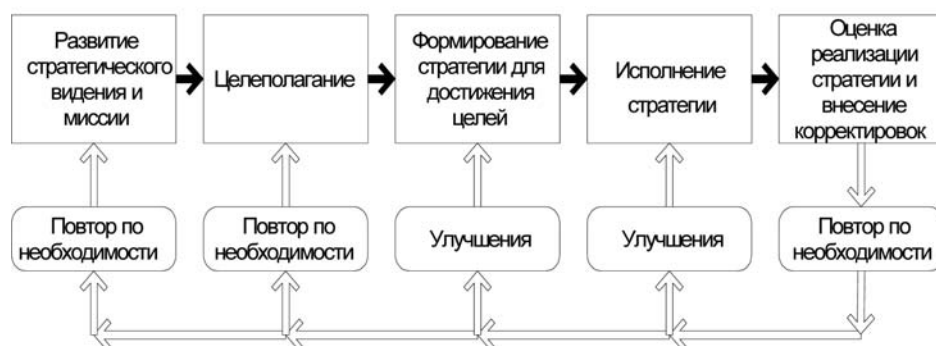 Развитие
стратегического
видения и
миссии
Целеполагание
Формирование
стратегии для
достижения
целей
Исполнение
стратегии
Оценка
реализации
стратегии и
внесение
корректировок
Повтор по
необходимости
Повтор по
необходимости
Улучшения
Улучшения
Повтор по
необходимости